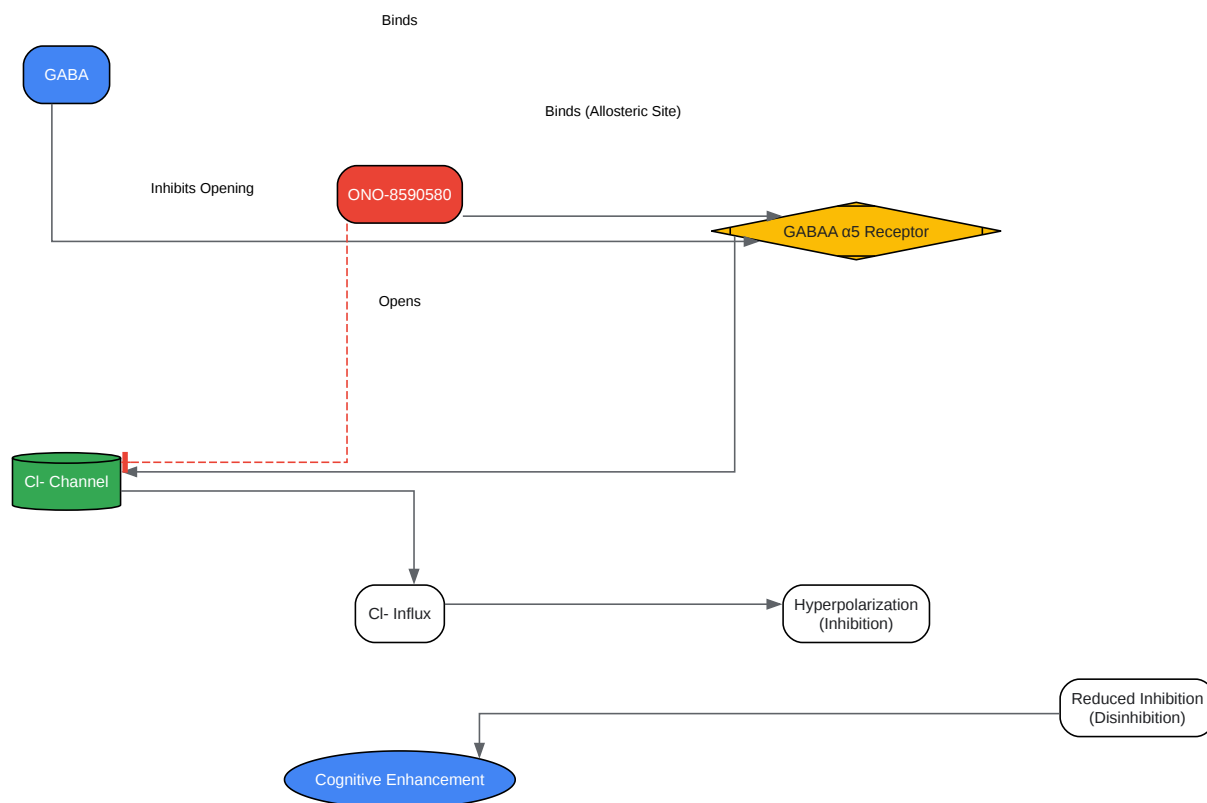 Binds
GABA
Binds (Allosteric Site)
Inhibits Opening
ONO-8590580
GABAA α5 Receptor
Opens
Cl- Channel
Cl- Influx
Hyperpolarization
(Inhibition)
Reduced Inhibition
(Disinhibition)
Cognitive Enhancement